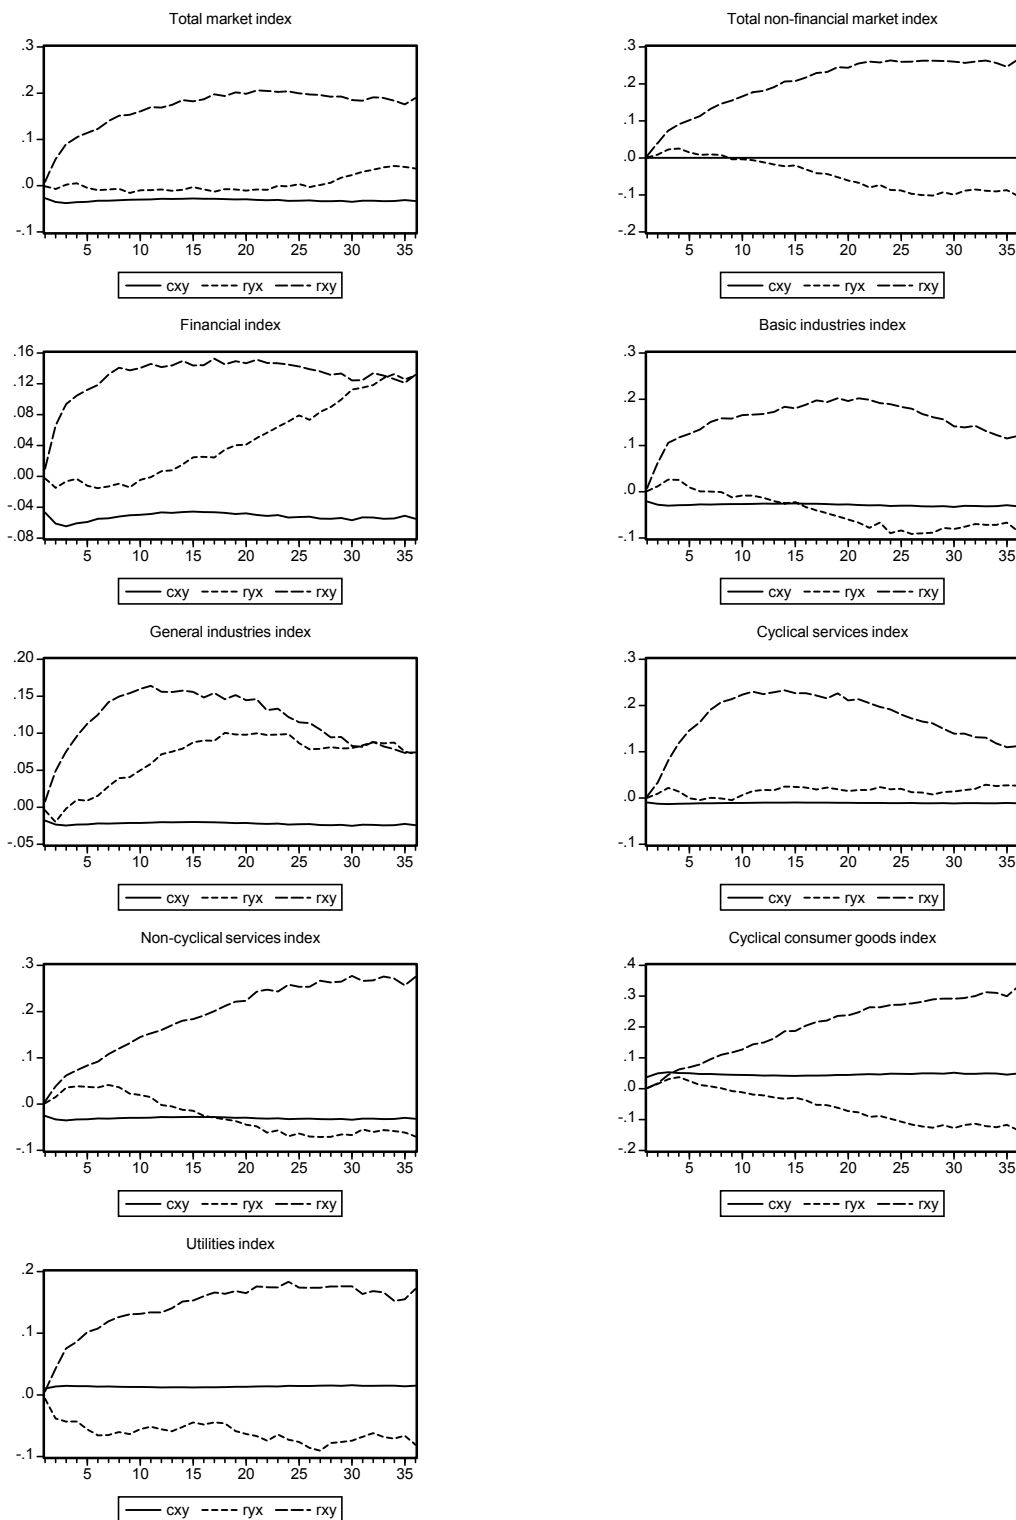 Total market index
.3
.2
.1
.0
-.1
5 10 15 20 25 30 35
cxy ryx rxy
Total non-financial market index
.3
.2
.1
.0
-.1
-.2
5 10 15 20 25 30 35
cxy ryx rxy
Financial index
.16
.12
.08
.04
.00
-.04
-.08
5 10 15 20 25 30 35
cxy ryx rxy
Basic industries index
.3
.2
.1
.0
-.1
5 10 15 20 25 30 35
cxy ryx rxy
General industries index
.20
.15
.10
.05
.00
-.05
5 10 15 20 25 30 35
cxy ryx rxy
Cyclical services index
.3
.2
.1
.0
-.1
5 10 15 20 25 30 35
cxy ryx rxy
Non-cyclical services index
.3
.2
.1
.0
-.1
5 10 15 20 25 30 35
cxy ryx rxy
Cyclical consumer goods index
.4
.3
.2
.1
.0
-.1
-.2
5 10 15 20 25 30 35
cxy ryx rxy
Utilities index
.2
.1
.0
-.1
5 10 15 20 25 30 35
cxy ryx rxy